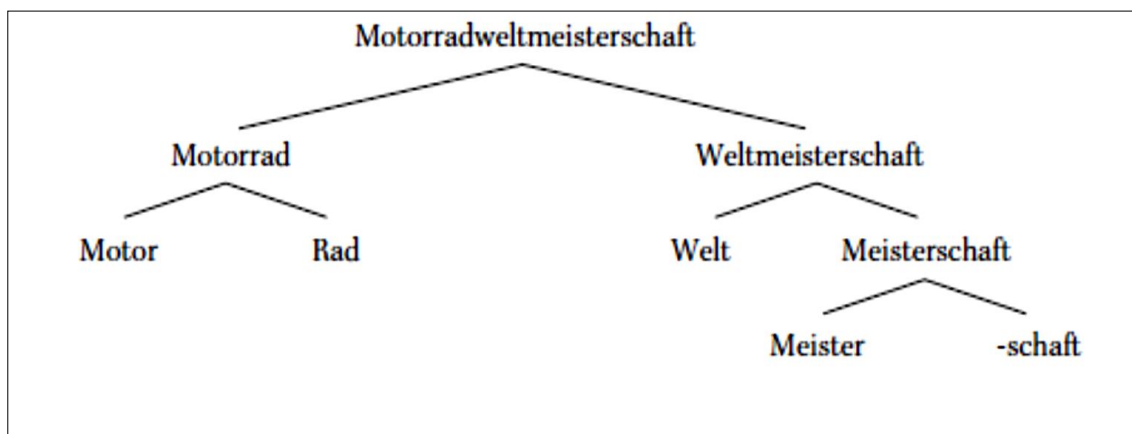 Motorradweltmeisterschaft
Motorrad Weltmeisterschaft
Motor Rad Welt Meisterschaft
Meister -schaft